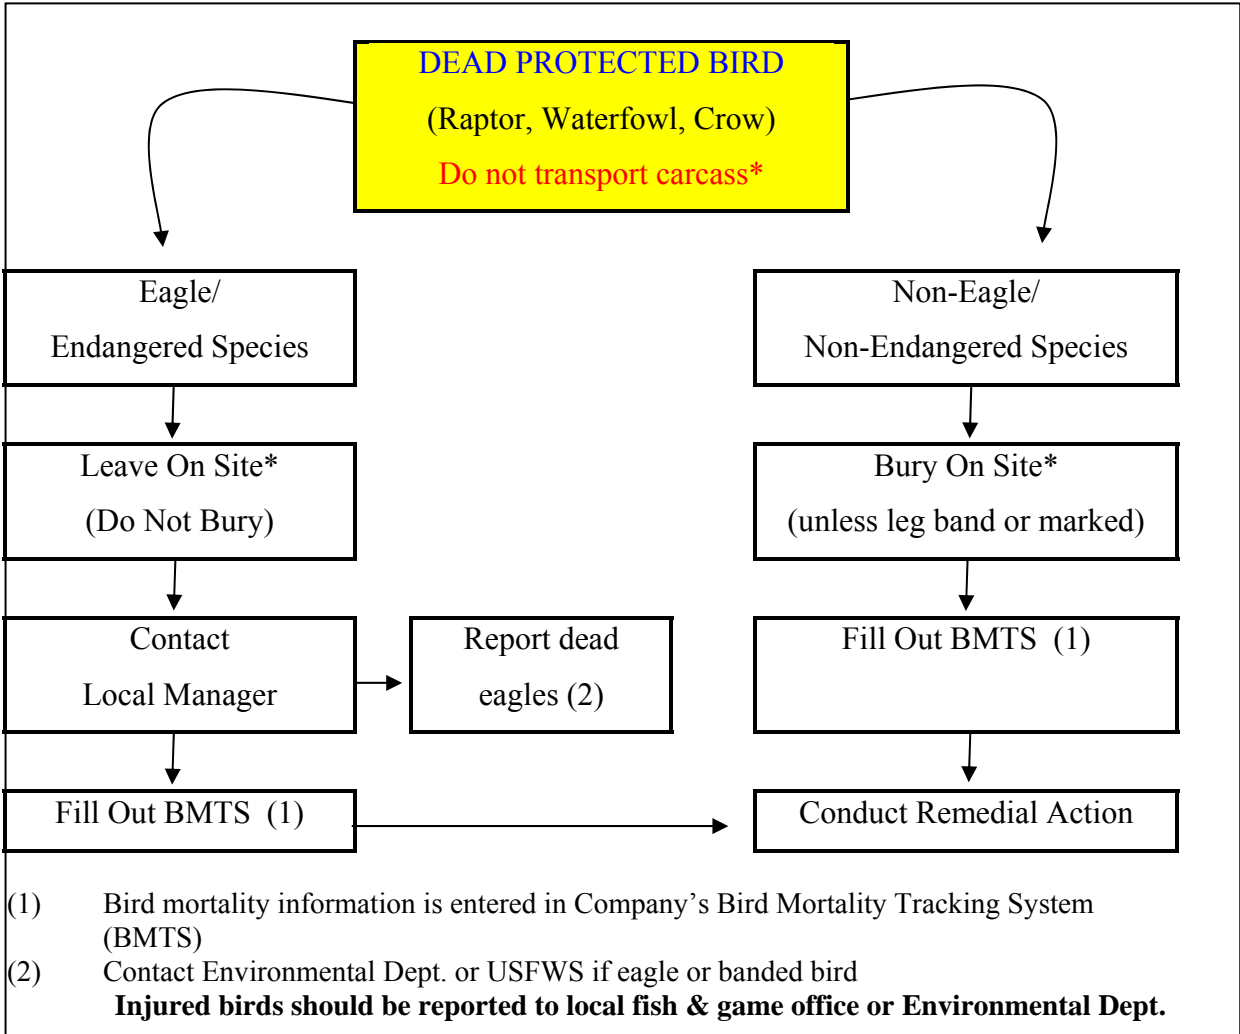 DEAD PROTECTED BIRD
(Raptor, Waterfowl, Crow)
Do not transport carcass*
Eagle/
Endangered Species
Non-Eagle/
Non-Endangered Species
Leave On Site*
(Do Not Bury)
Bury On Site*
(unless leg band or marked)
Contact
Local Manager
Report dead
eagles (2)
Fill Out BMTS (1)
Fill Out BMTS (1)
Conduct Remedial Action
(1) Bird mortality information is entered in Company’s Bird Mortality Tracking System
(BMTS)
(2) Contact Environmental Dept. or USFWS if eagle or banded bird
Injured birds should be reported to local fish & game office or Environmental Dept.